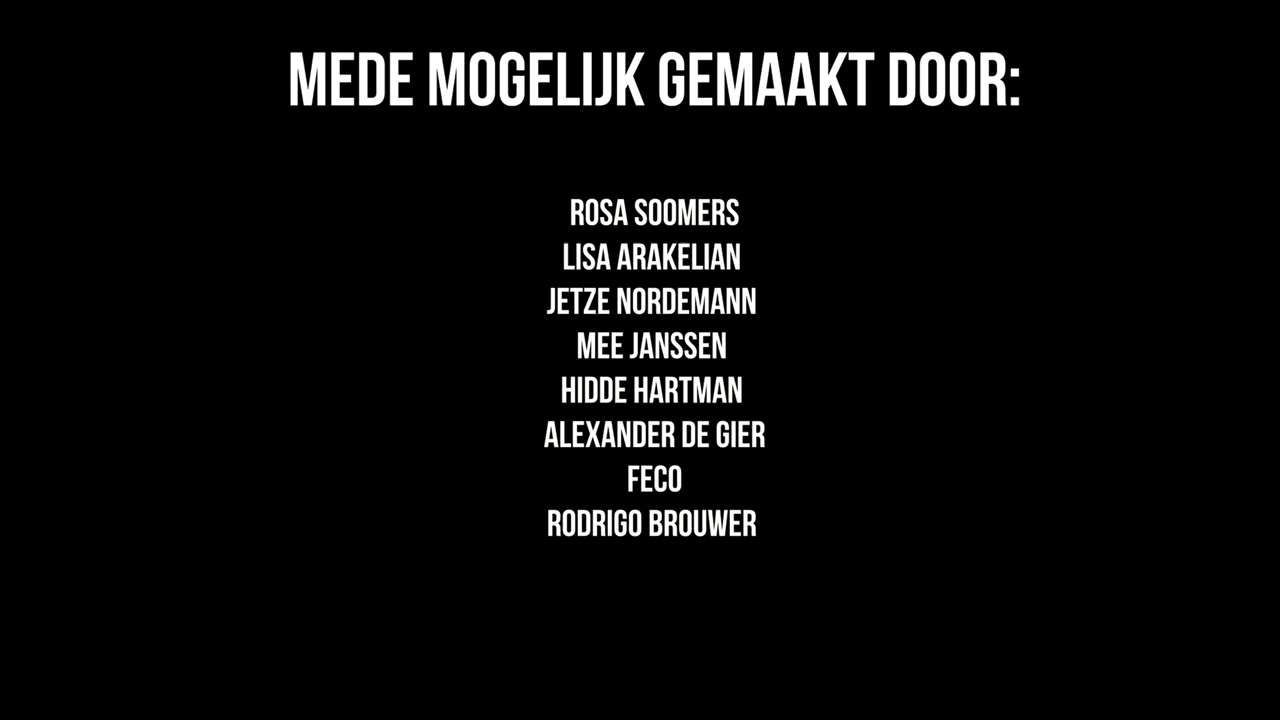 MEDE MOGELIJK GEMAAKT DOOR:
ROSA SOOMERS
LISA ARAKELIAN
JETZE NORDEMANN
MEE JANSSEN
HIDDE HARTMAN
ALEXANDER DE GIER
FECO
RODRIGO BROUWER